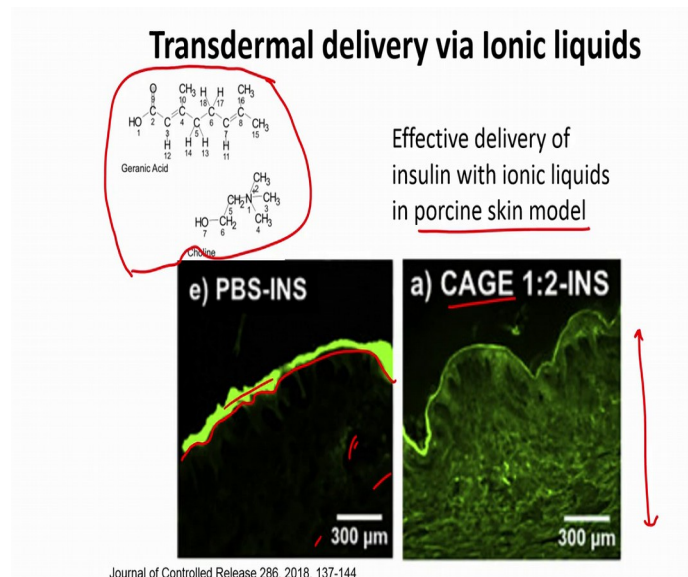 Transdermal delivery via Ionic liquids
O
9
CH₃ H H CH₃
10 18 17 16
HO C C C C C CH₃
1 2 3 4 5 6 7 8 15
H H H H
12 14 13 11
Geranic Acid
CH₃
2
CH₂N⁺CH₃
5 1 3
HO CH₂ CH₃
7 6 4
Choline
Effective delivery of
insulin with ionic liquids
in porcine skin model
e) PBS-INS
300 µm
a) CAGE 1:2-INS
300 µm
Journal of Controlled Release 286, 2018, 137-144